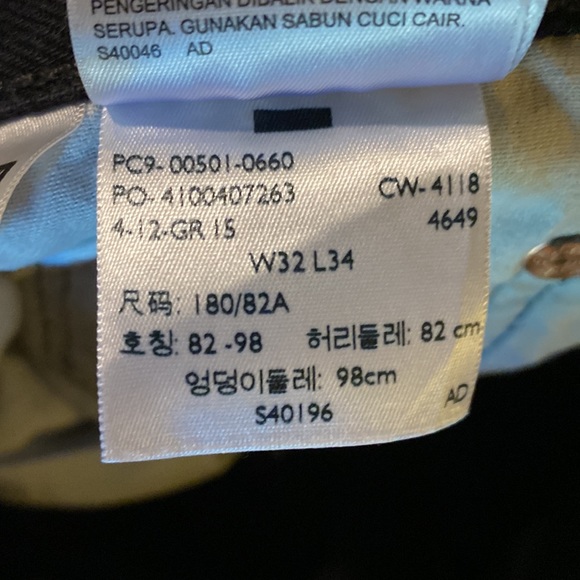 PENGERINGAN DIBALIK DENGAN WARNA
SERUPA. GUNAKAN SABUN CUCI CAIR.
S40046 AD
PC9-00501-0660
PO-4100407263 CW-4118
4-12-GR15 4649
W32 L34
尺码: 180/82A
호칭: 82-98 허리둘레: 82 cm
엉덩이둘레: 98cm
S40196 AD